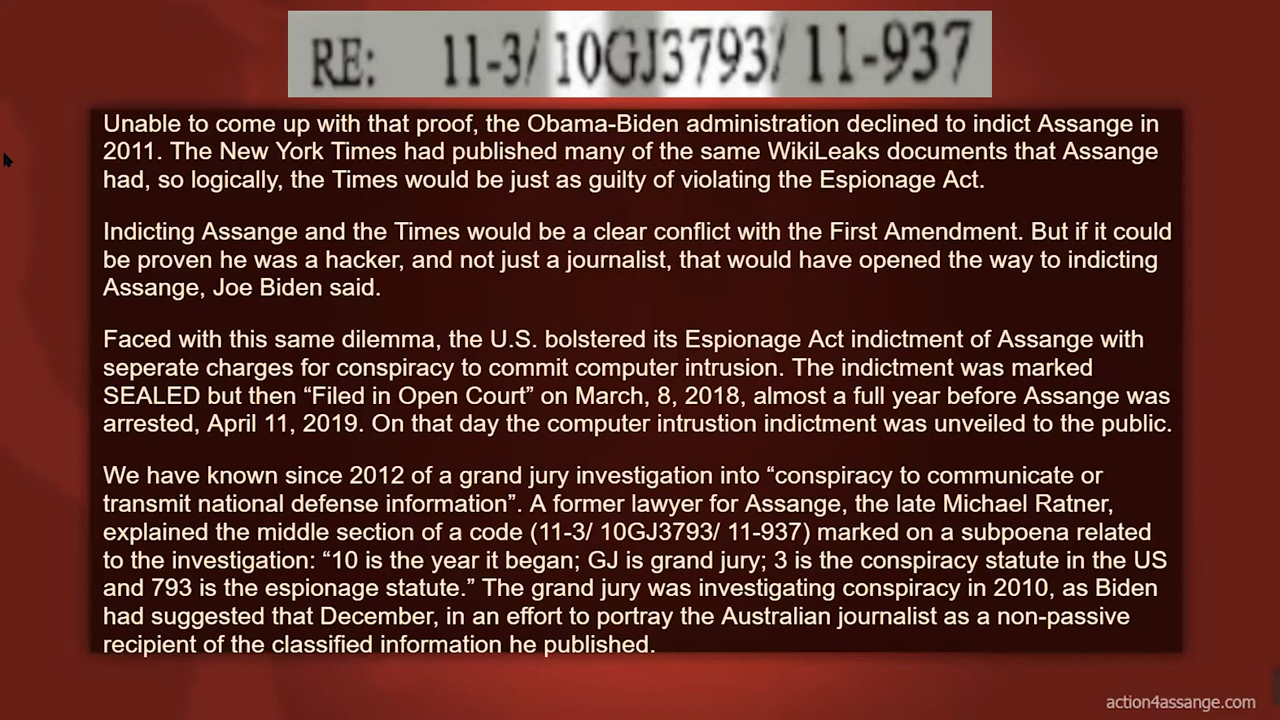 RE: 11-3/ 10GJ3793/ 11-937
Unable to come up with that proof, the Obama-Biden administration declined to indict Assange in
2011. The New York Times had published many of the same WikiLeaks documents that Assange
had, so logically, the Times would be just as guilty of violating the Espionage Act.
Indicting Assange and the Times would be a clear conflict with the First Amendment. But if it could
be proven he was a hacker, and not just a journalist, that would have opened the way to indicting
Assange, Joe Biden said.
Faced with this same dilemma, the U.S. bolstered its Espionage Act indictment of Assange with
seperate charges for conspiracy to commit computer intrusion. The indictment was marked
SEALED but then “Filed in Open Court” on March, 8, 2018, almost a full year before Assange was
arrested, April 11, 2019. On that day the computer intrustion indictment was unveiled to the public.
We have known since 2012 of a grand jury investigation into “conspiracy to communicate or
transmit national defense information”. A former lawyer for Assange, the late Michael Ratner,
explained the middle section of a code (11-3/ 10GJ3793/ 11-937) marked on a subpoena related
to the investigation: “10 is the year it began; GJ is grand jury; 3 is the conspiracy statute in the US
and 793 is the espionage statute.” The grand jury was investigating conspiracy in 2010, as Biden
had suggested that December, in an effort to portray the Australian journalist as a non-passive
recipient of the classified information he published.
action4assange.com